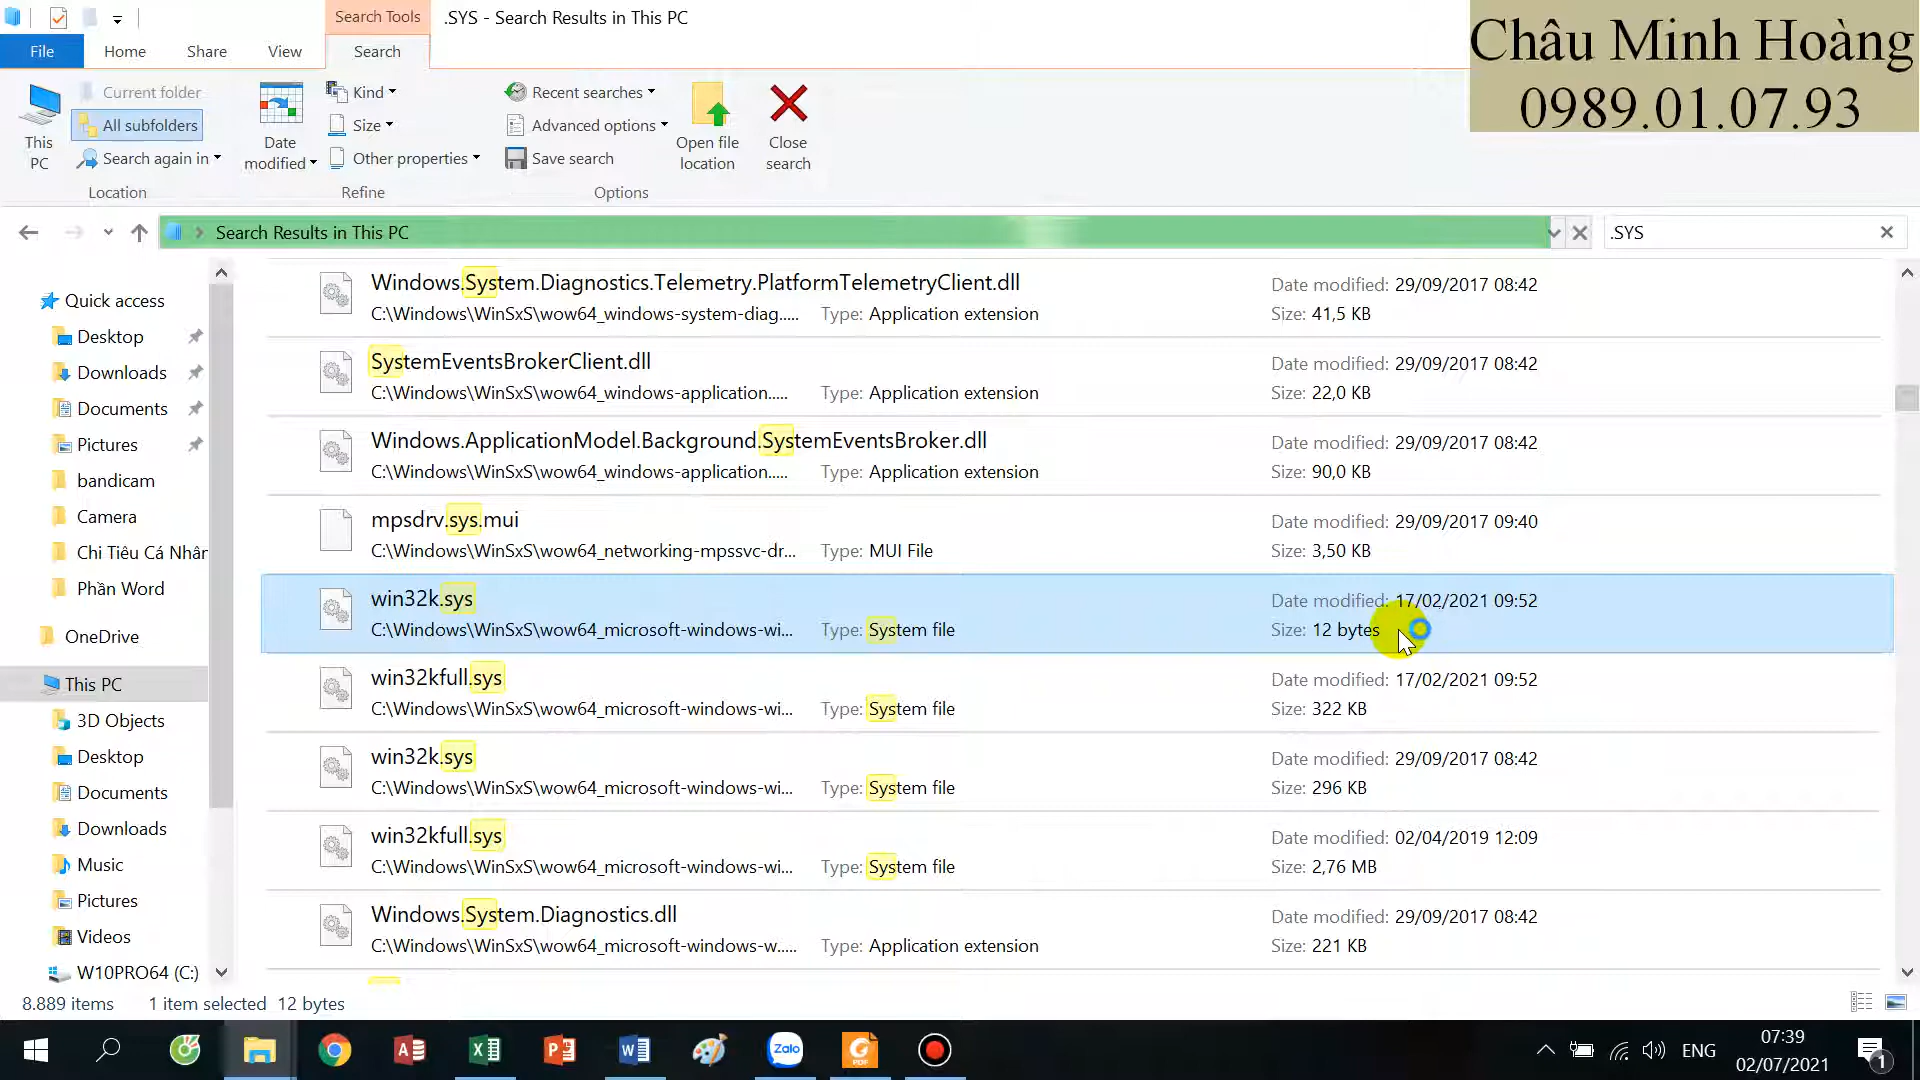 Search Tools
.SYS - Search Results in This PC
Châu Minh Hoàng
0989.01.07.93
File
Home
Share
View
Search
This PC
Current folder
All subfolders
Search again in
Location
Date modified
Kind
Size
Other properties
Refine
Recent searches
Advanced options
Save search
Options
Open file location
Close search
Search Results in This PC
.SYS
Quick access
Desktop
Downloads
Documents
Pictures
bandicam
Camera
Chi Tiêu Cá Nhân
Phần Word
OneDrive
This PC
3D Objects
Desktop
Documents
Downloads
Music
Pictures
Videos
W10PRO64 (C:)
Windows.System.Diagnostics.Telemetry.PlatformTelemetryClient.dll
Date modified: 29/09/2017 08:42
C:\Windows\WinSxS\wow64_windows-system-diag.....
Type: Application extension
Size: 41,5 KB
SystemEventsBrokerClient.dll
Date modified: 29/09/2017 08:42
C:\Windows\WinSxS\wow64_windows-application.....
Type: Application extension
Size: 22,0 KB
Windows.ApplicationModel.Background.SystemEventsBroker.dll
Date modified: 29/09/2017 08:42
C:\Windows\WinSxS\wow64_windows-application.....
Type: Application extension
Size: 90,0 KB
mpsdrv.sys.mui
Date modified: 29/09/2017 09:40
C:\Windows\WinSxS\wow64_networking-mpssvc-dr...
Type: MUI File
Size: 3,50 KB
win32k.sys
Date modified: 17/02/2021 09:52
C:\Windows\WinSxS\wow64_microsoft-windows-wi...
Type: System file
Size: 12 bytes
win32kfull.sys
Date modified: 17/02/2021 09:52
C:\Windows\WinSxS\wow64_microsoft-windows-wi...
Type: System file
Size: 322 KB
win32k.sys
Date modified: 29/09/2017 08:42
C:\Windows\WinSxS\wow64_microsoft-windows-wi...
Type: System file
Size: 296 KB
win32kfull.sys
Date modified: 02/04/2019 12:09
C:\Windows\WinSxS\wow64_microsoft-windows-wi...
Type: System file
Size: 2,76 MB
Windows.System.Diagnostics.dll
Date modified: 29/09/2017 08:42
C:\Windows\WinSxS\wow64_microsoft-windows-w.....
Type: Application extension
Size: 221 KB
8.889 items
1 item selected 12 bytes
Zalo
PDF
ENG
07:39
02/07/2021
1